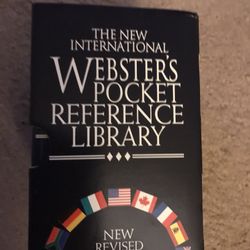 THE NEW
INTERNATIONAL
WEBSTER'S
POCKET
REFERENCE
LIBRARY
NEW
REVISED